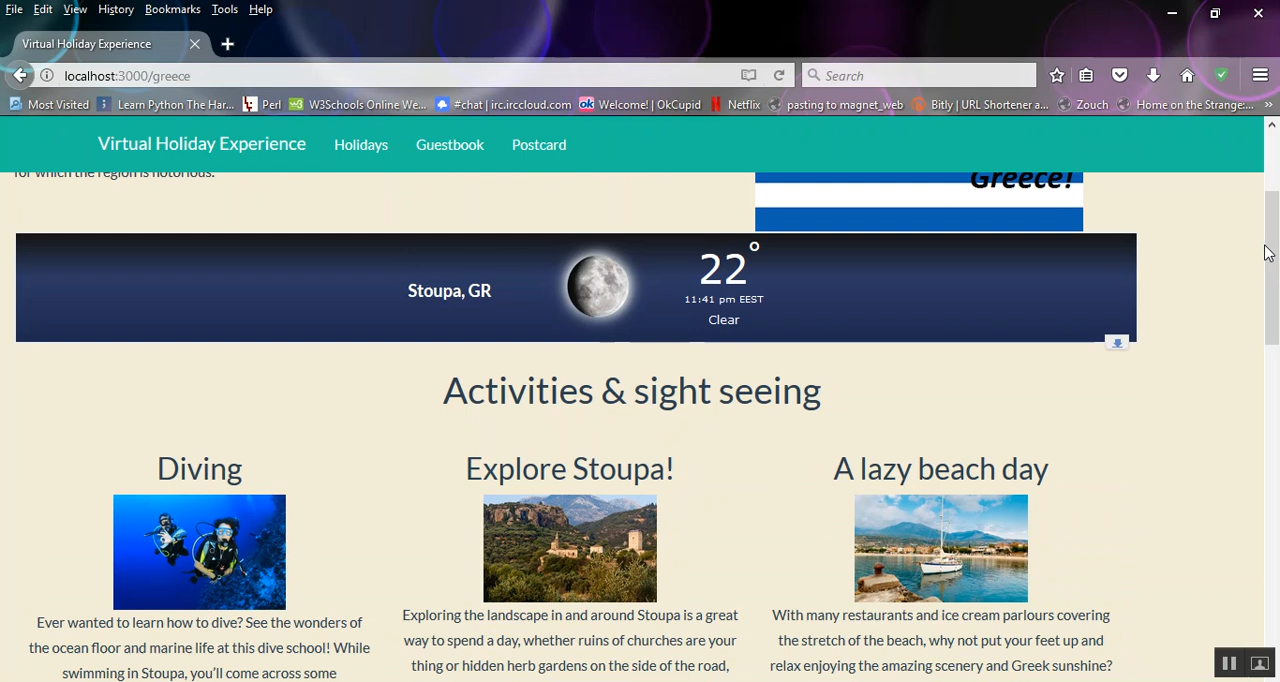 File Edit View History Bookmarks Tools Help
Virtual Holiday Experience
localhost:3000/greece
Search
Most Visited Learn Python The Har... Perl W3Schools Online We... #chat | irc.irccloud.com Welcome! | OkCupid Netflix pasting to magnet_web Bitly | URL Shortener a... Zouch Home on the Strange:... »
Virtual Holiday Experience Holidays Guestbook Postcard
for which the region is notorious.
Greece!
Stoupa, GR
22°
11:41 pm EEST
Clear
Activities & sight seeing
Diving
Ever wanted to learn how to dive? See the wonders of
the ocean floor and marine life at this dive school! While
swimming in Stoupa, you'll come across some
Explore Stoupa!
Exploring the landscape in and around Stoupa is a great
way to spend a day, whether ruins of churches are your
thing or hidden herb gardens on the side of the road,
A lazy beach day
With many restaurants and ice cream parlours covering
the stretch of the beach, why not put your feet up and
relax enjoying the amazing scenery and Greek sunshine?